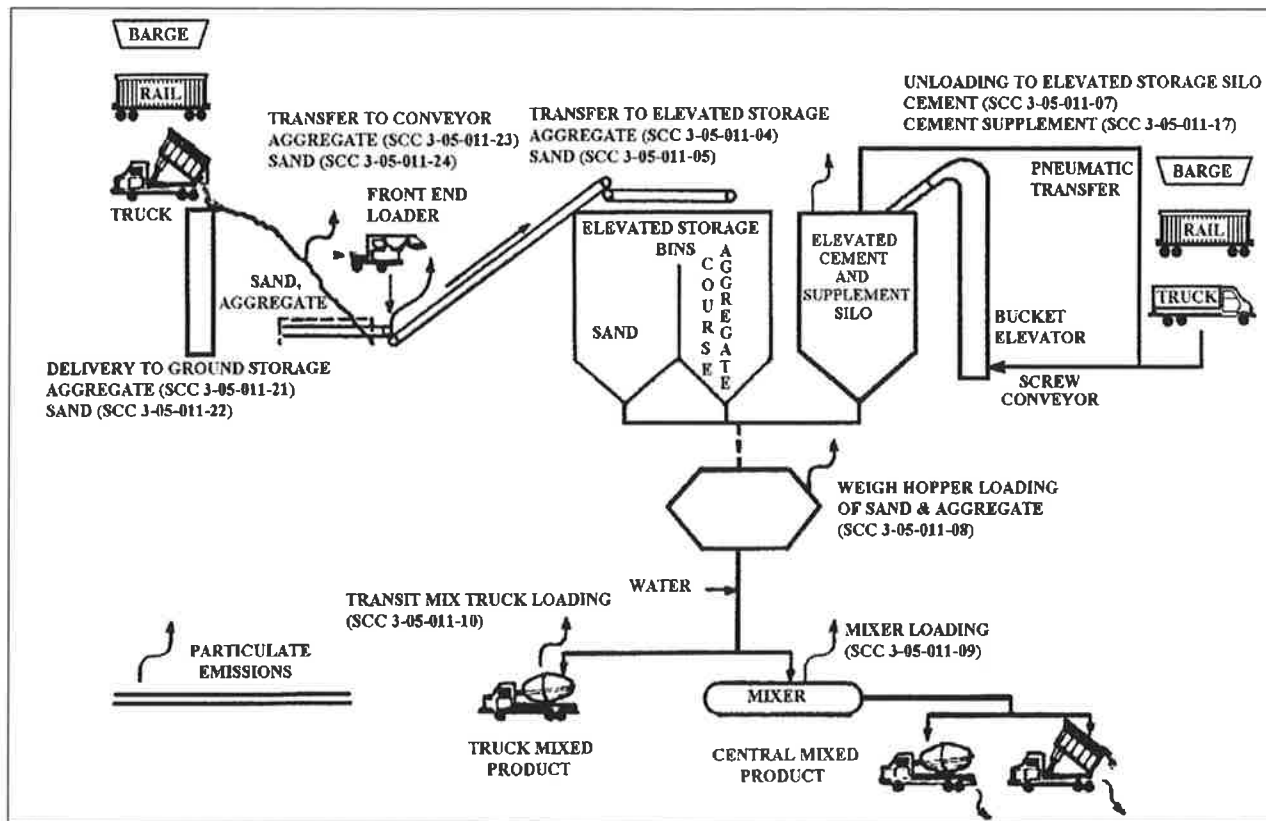 BARGE
RAIL
TRUCK
TRANSFER TO CONVEYOR
AGGREGATE (SCC 3-05-011-23)
SAND (SCC 3-05-011-24)
FRONT END
LOADER
SAND,
AGGREGATE
DELIVERY TO GROUND STORAGE
AGGREGATE (SCC 3-05-011-21)
SAND (SCC 3-05-011-22)
TRANSFER TO ELEVATED STORAGE
AGGREGATE (SCC 3-05-011-04)
SAND (SCC 3-05-011-05)
ELEVATED STORAGE
BINS
SAND
COURSE
AGGREGATE
UNLOADING TO ELEVATED STORAGE SILO
CEMENT (SCC 3-05-011-07)
CEMENT SUPPLEMENT (SCC 3-05-011-17)
PNEUMATIC
TRANSFER
BARGE
RAIL
TRUCK
ELEVATED
CEMENT
AND
SUPPLEMENT
SILO
BUCKET
ELEVATOR
SCREW
CONVEYOR
WEIGH HOPPER LOADING
OF SAND & AGGREGATE
(SCC 3-05-011-08)
WATER
TRANSIT MIX TRUCK LOADING
(SCC 3-05-011-10)
MIXER LOADING
(SCC 3-05-011-09)
PARTICULATE
EMISSIONS
MIXER
TRUCK MIXED
PRODUCT
CENTRAL MIXED
PRODUCT